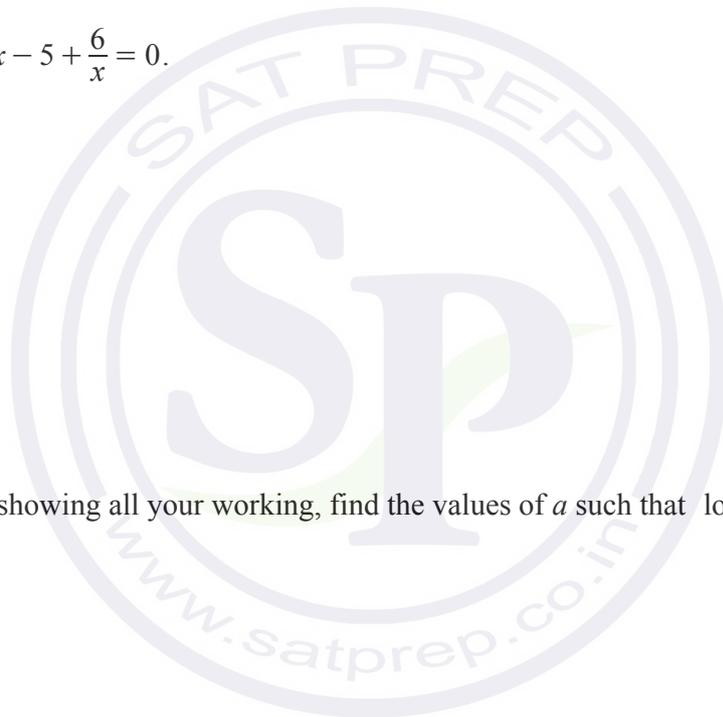 x − 5 + 6/x = 0.
SAT PREP
SP
showing all your working, find the values of a such that lo
www.satprep.co.in